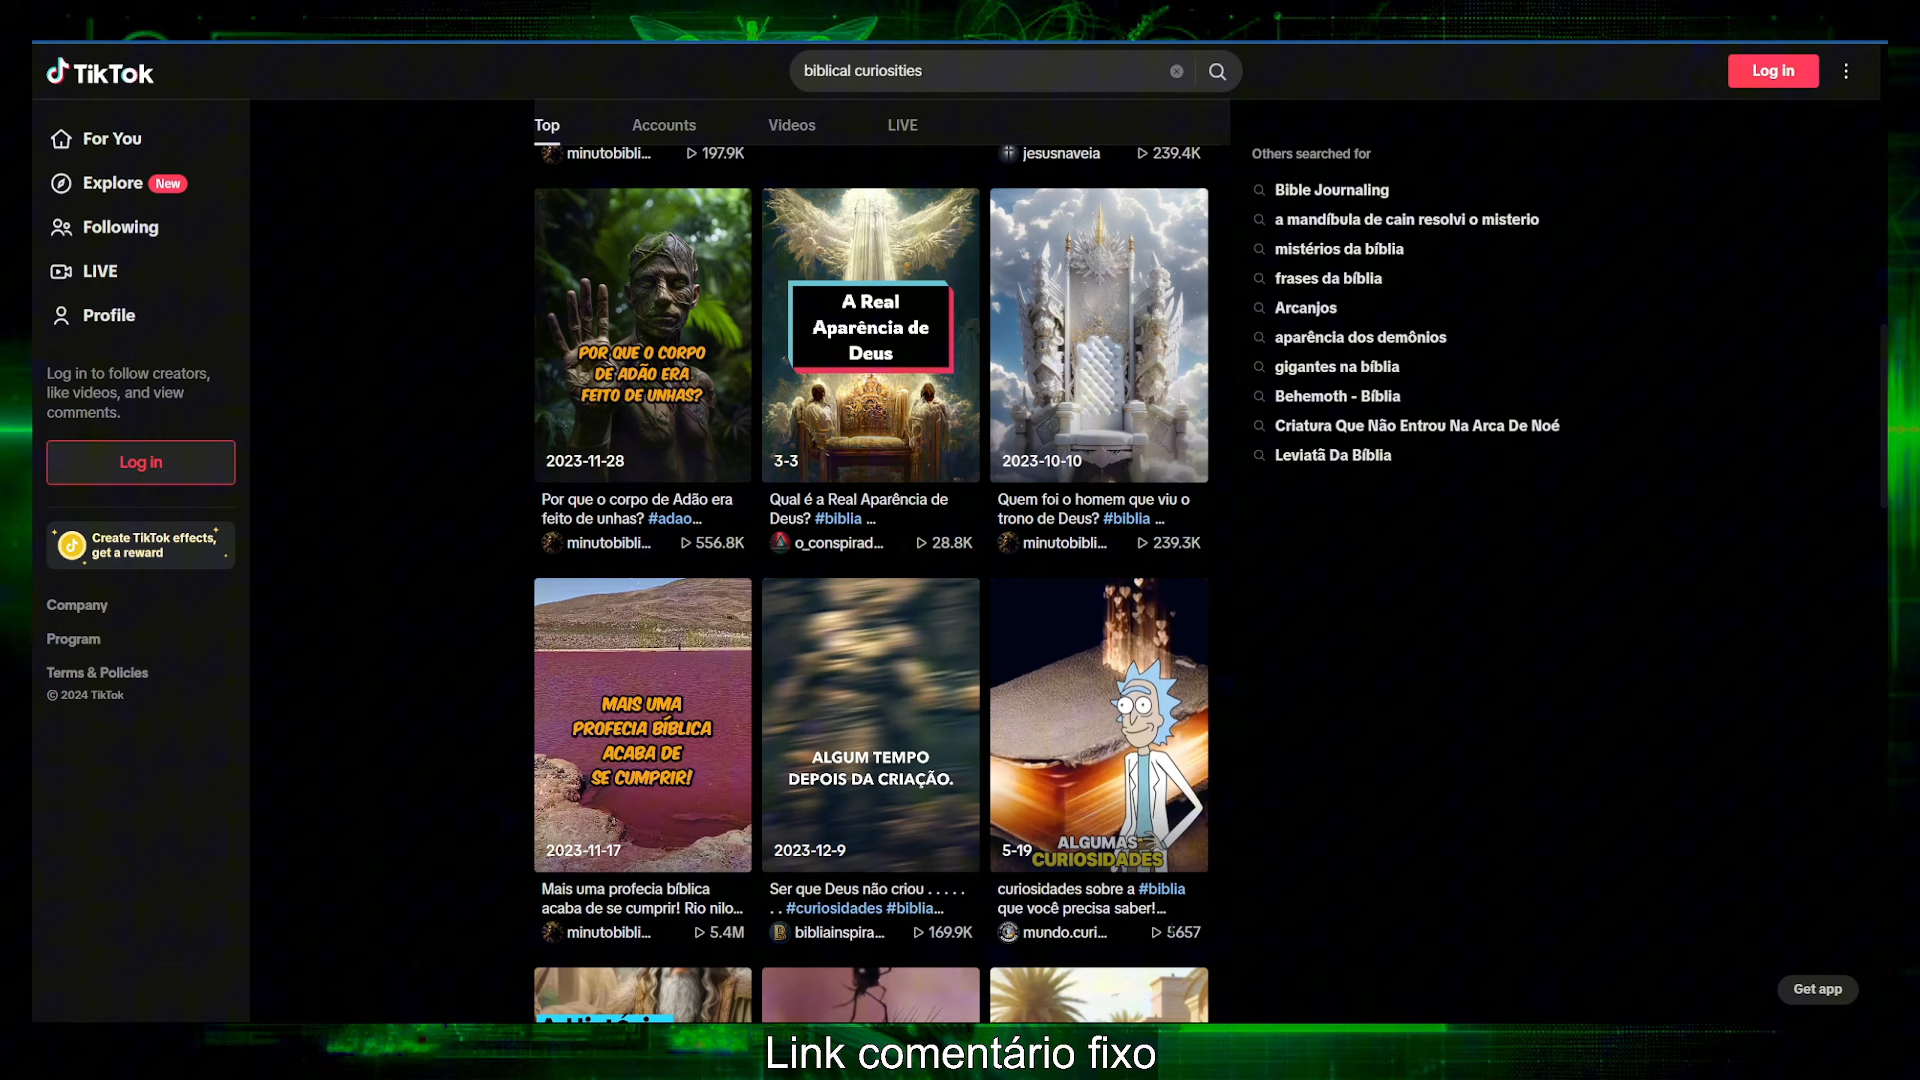 TikTok
biblical curiosities
Log in
For You
Explore New
Following
LIVE
Profile
Log in to follow creators,
like videos, and view
comments.
Log in
Create TikTok effects,
get a reward
Company
Program
Terms & Policies
© 2024 TikTok
Top Accounts Videos LIVE
minutobibli... 197.9K
jesusnaveia 239.4K
POR QUE O CORPO
DE ADÃO ERA
FEITO DE UNHAS?
2023-11-28
Por que o corpo de Adão era
feito de unhas? #adao...
minutobibli... 556.8K
A Real
Aparência de
Deus
3-3
Qual é a Real Aparência de
Deus? #biblia ...
o_conspirad... 28.8K
2023-10-10
Quem foi o homem que viu o
trono de Deus? #biblia ...
minutobibli... 239.3K
MAIS UMA
PROFECIA BÍBLICA
ACABA DE
SE CUMPRIR!
2023-11-17
Mais uma profecia bíblica
acaba de se cumprir! Rio nilo...
minutobibli... 5.4M
ALGUM TEMPO
DEPOIS DA CRIAÇÃO.
2023-12-9
Ser que Deus não criou . . . . .
. . #curiosidades #biblia...
bibliainspira... 169.9K
ALGUMAS
CURIOSIDADES
5-19
curiosidades sobre a #biblia
que você precisa saber!...
mundo.curi... 5657
Others searched for
Bible Journaling
a mandíbula de cain resolvi o misterio
mistérios da bíblia
frases da bíblia
Arcanjos
aparência dos demônios
gigantes na bíblia
Behemoth - Bíblia
Criatura Que Não Entrou Na Arca De Noé
Leviatã Da Bíblia
Get app
Link comentário fixo